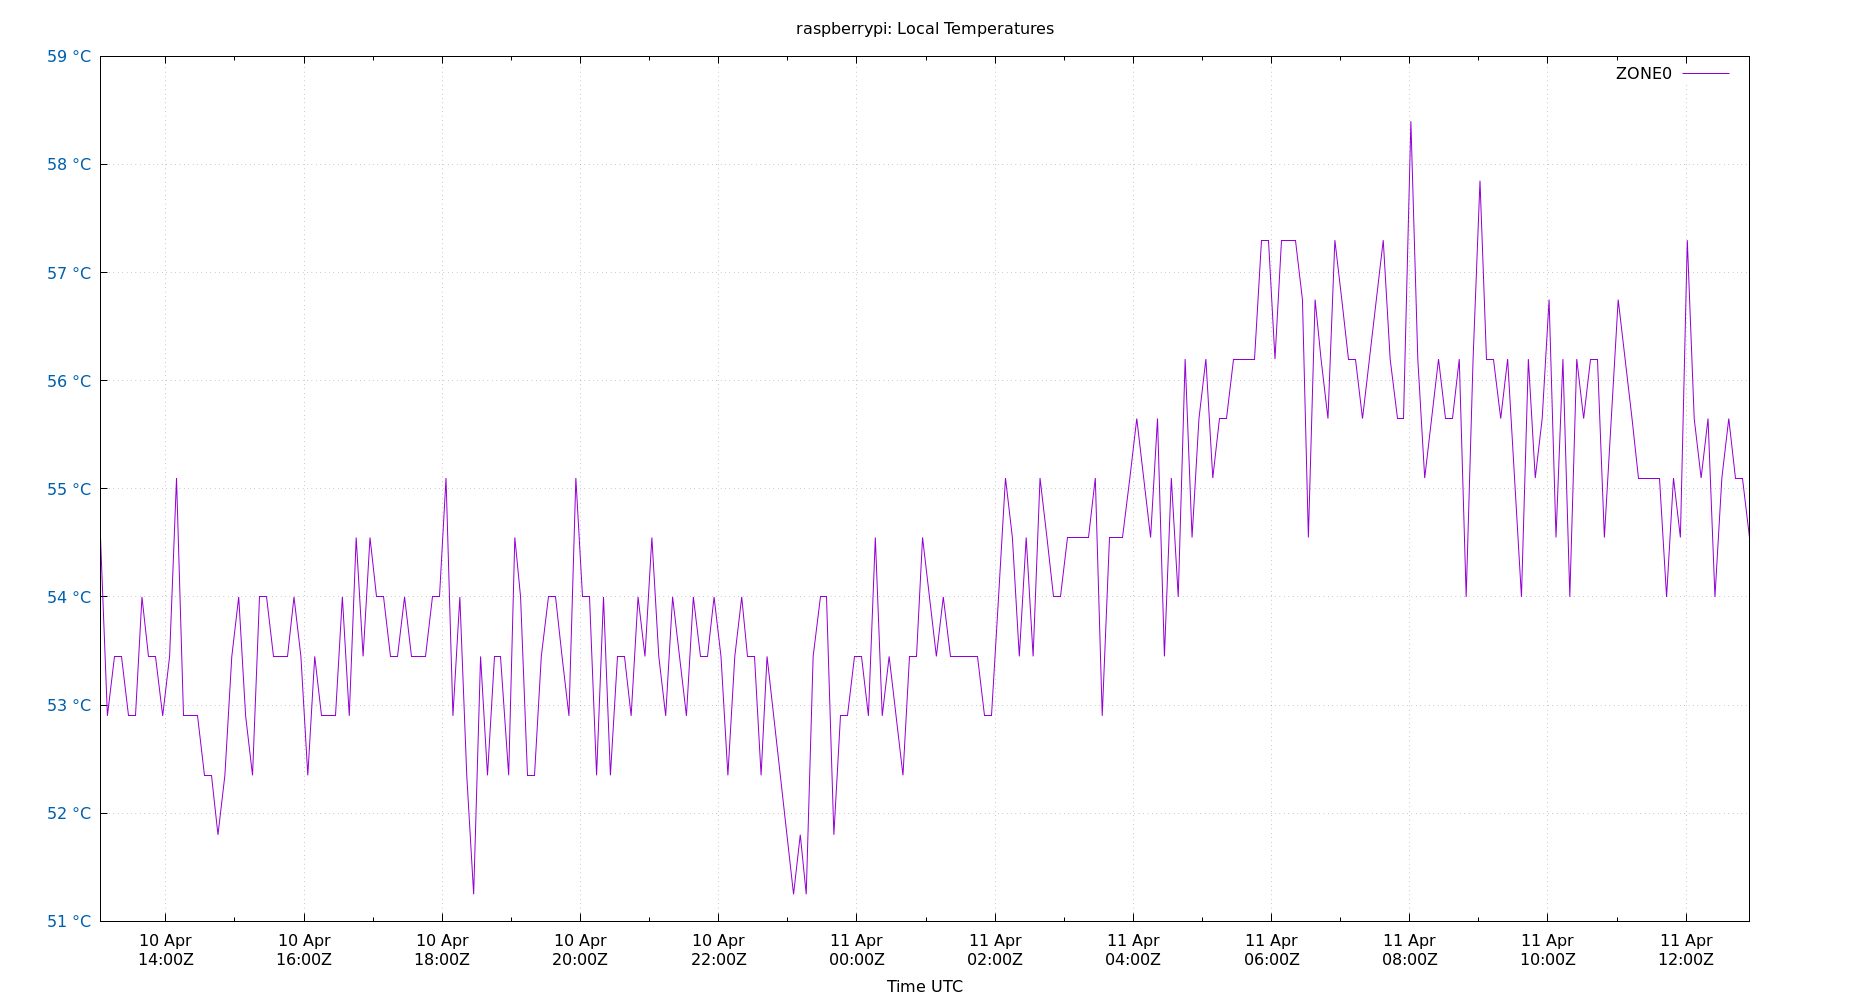 raspberrypi: Local Temperatures
ZONE0
59 °C
58 °C
57 °C
56 °C
55 °C
54 °C
53 °C
52 °C
51 °C
10 Apr 10 Apr 10 Apr 10 Apr 10 Apr 11 Apr 11 Apr 11 Apr 11 Apr 11 Apr 11 Apr 11 Apr
14:00Z 16:00Z 18:00Z 20:00Z 22:00Z 00:00Z 02:00Z 04:00Z 06:00Z 08:00Z 10:00Z 12:00Z
Time UTC